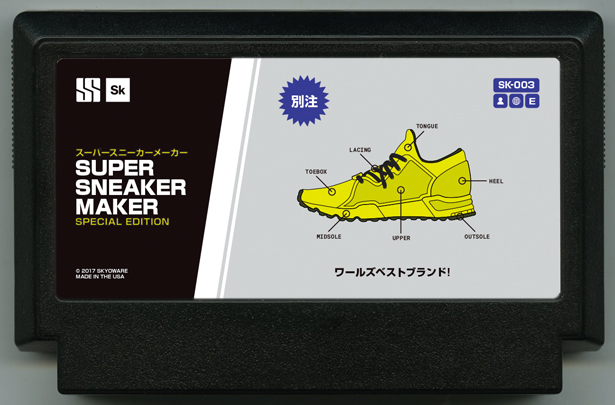 Sk
スーパースニーカーメーカー
SUPER
SNEAKER
MAKER
SPECIAL EDITION
© 2017 SKYOWARE
MADE IN THE USA
別注
SK-003
E
TONGUE
LACING
TOEBOX
HEEL
MIDSOLE
UPPER
OUTSOLE
ワールズベストブランド!